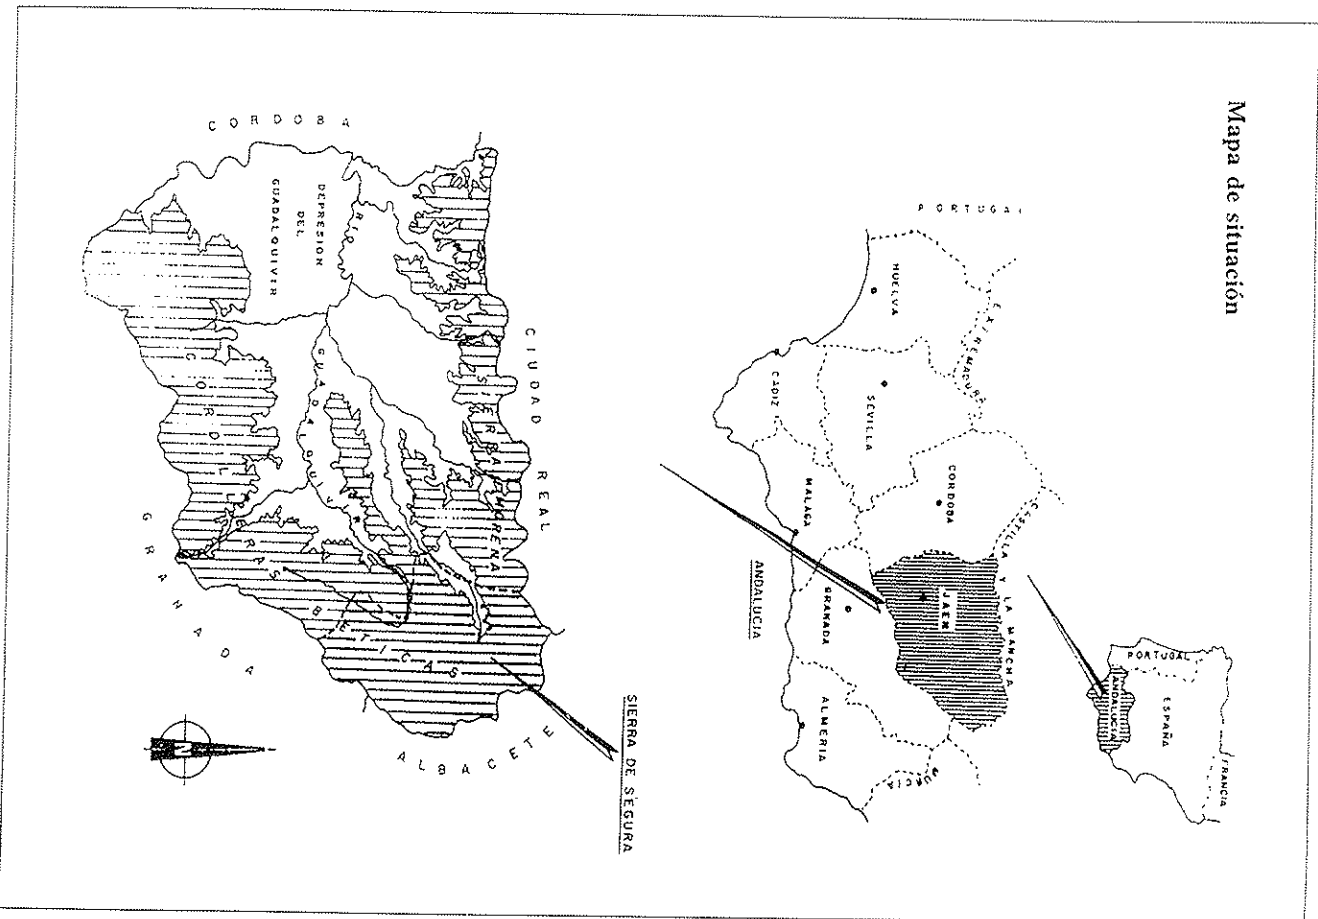 Mapa de situación
PORTUGAL
ESPAÑA
FRANCIA
ANDALUCIA
PORTUGAL
EXTREMADURA
CASTILLA Y LA MANCHA
HUELVA
SEVILLA
CORDOBA
JAEN
CADIZ
MALAGA
GRANADA
ALMERIA
MURCIA
ANDALUCIA
SIERRA DE SEGURA
CIUDAD REAL
CORDOBA
SIERRA MORENA
RIO
GUADALQUIVIR
DEPRESION
DEL
GUADALQUIVIR
CORDILLERAS BETICAS
ALBACETE
GRANADA